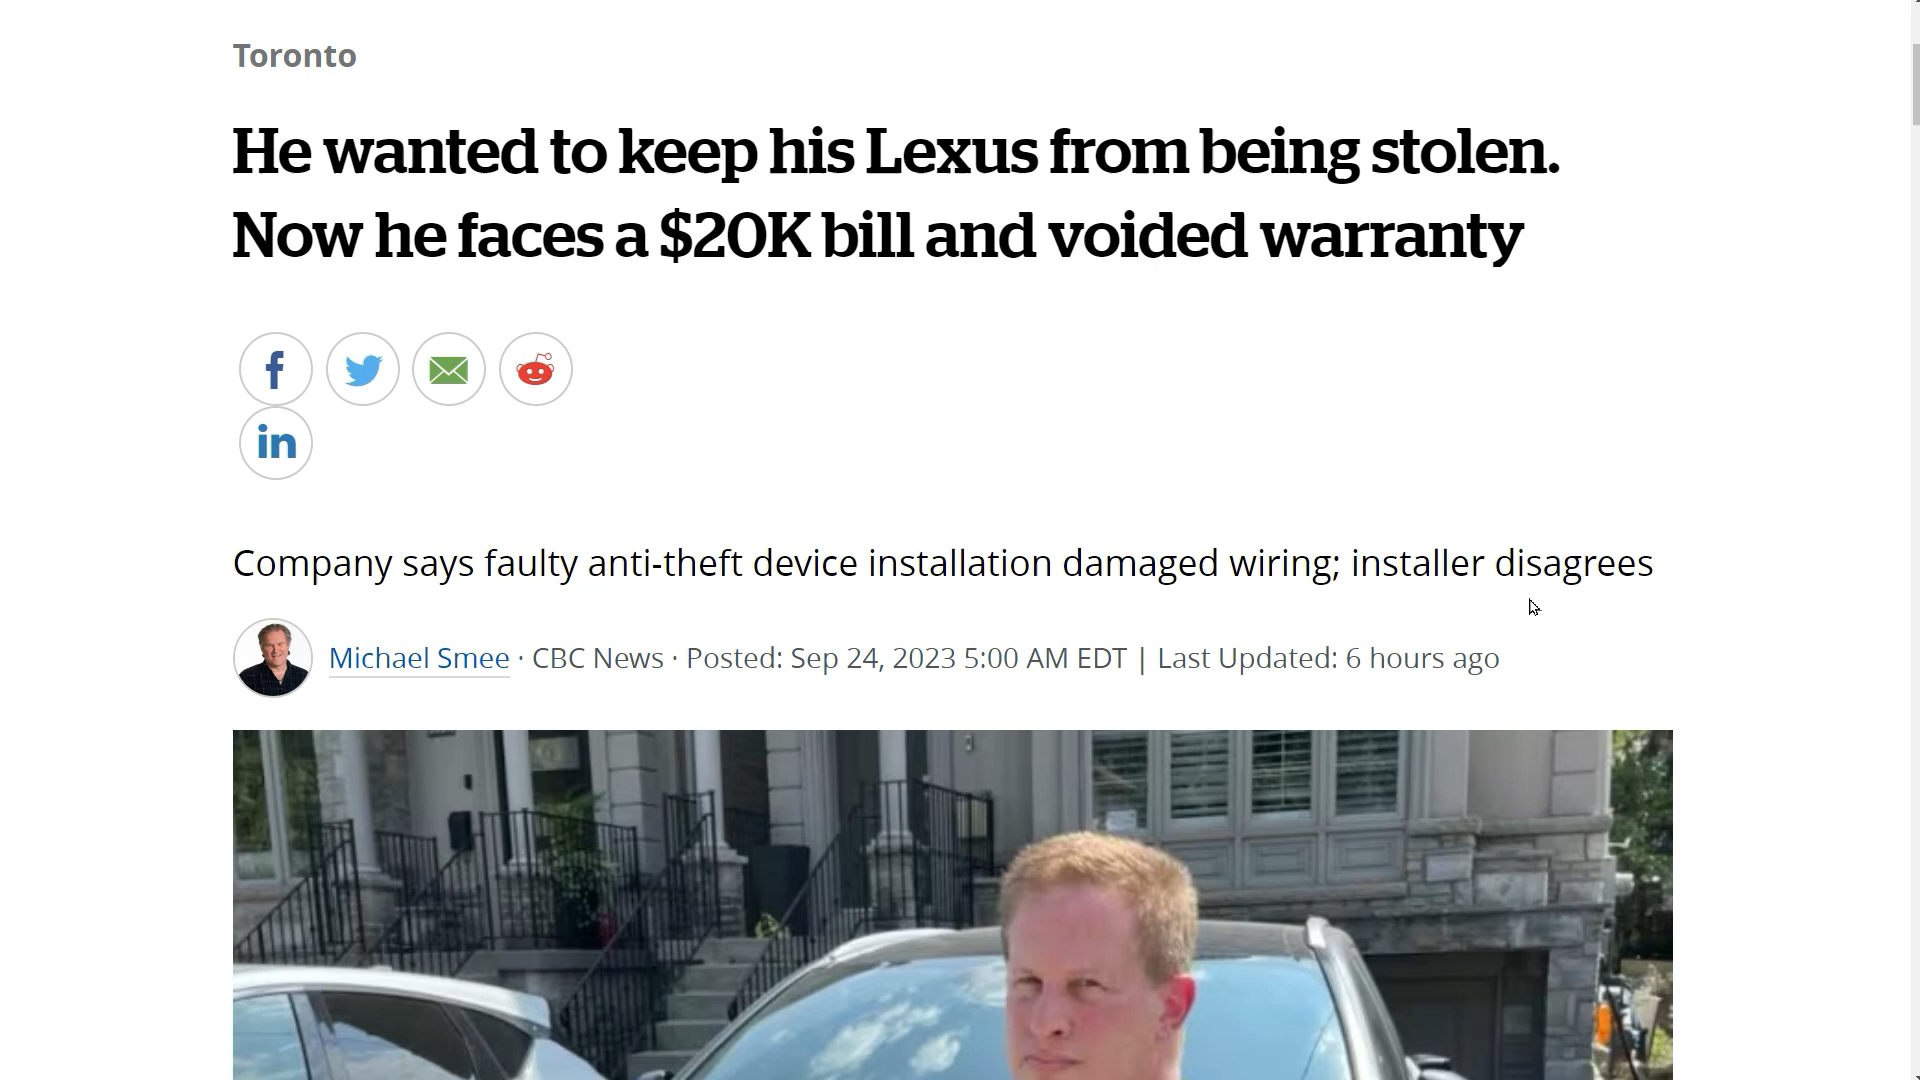 Toronto
He wanted to keep his Lexus from being stolen.
Now he faces a $20K bill and voided warranty
f
in
Company says faulty anti-theft device installation damaged wiring; installer disagrees
Michael Smee · CBC News · Posted: Sep 24, 2023 5:00 AM EDT | Last Updated: 6 hours ago